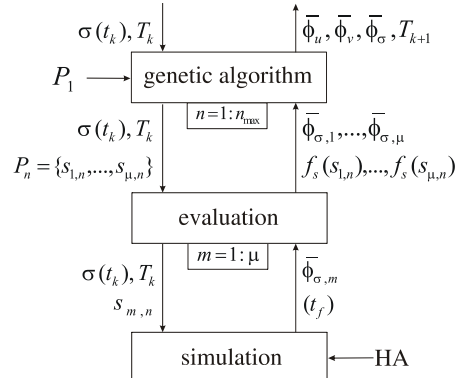 σ(t_k), T_k
ϕ̅_u, ϕ̅_v, ϕ̅_σ, T_{k+1}
P_1
genetic algorithm
n=1:n_max
σ(t_k), T_k
ϕ̅_{σ,1},...,ϕ̅_{σ,μ}
P_n={s_{1,n},...,s_{μ,n}}
f_s(s_{1,n}),...,f_s(s_{μ,n})
evaluation
m=1:μ
σ(t_k), T_k
ϕ̅_{σ,m}
s_{m,n}
(t_f)
simulation
HA